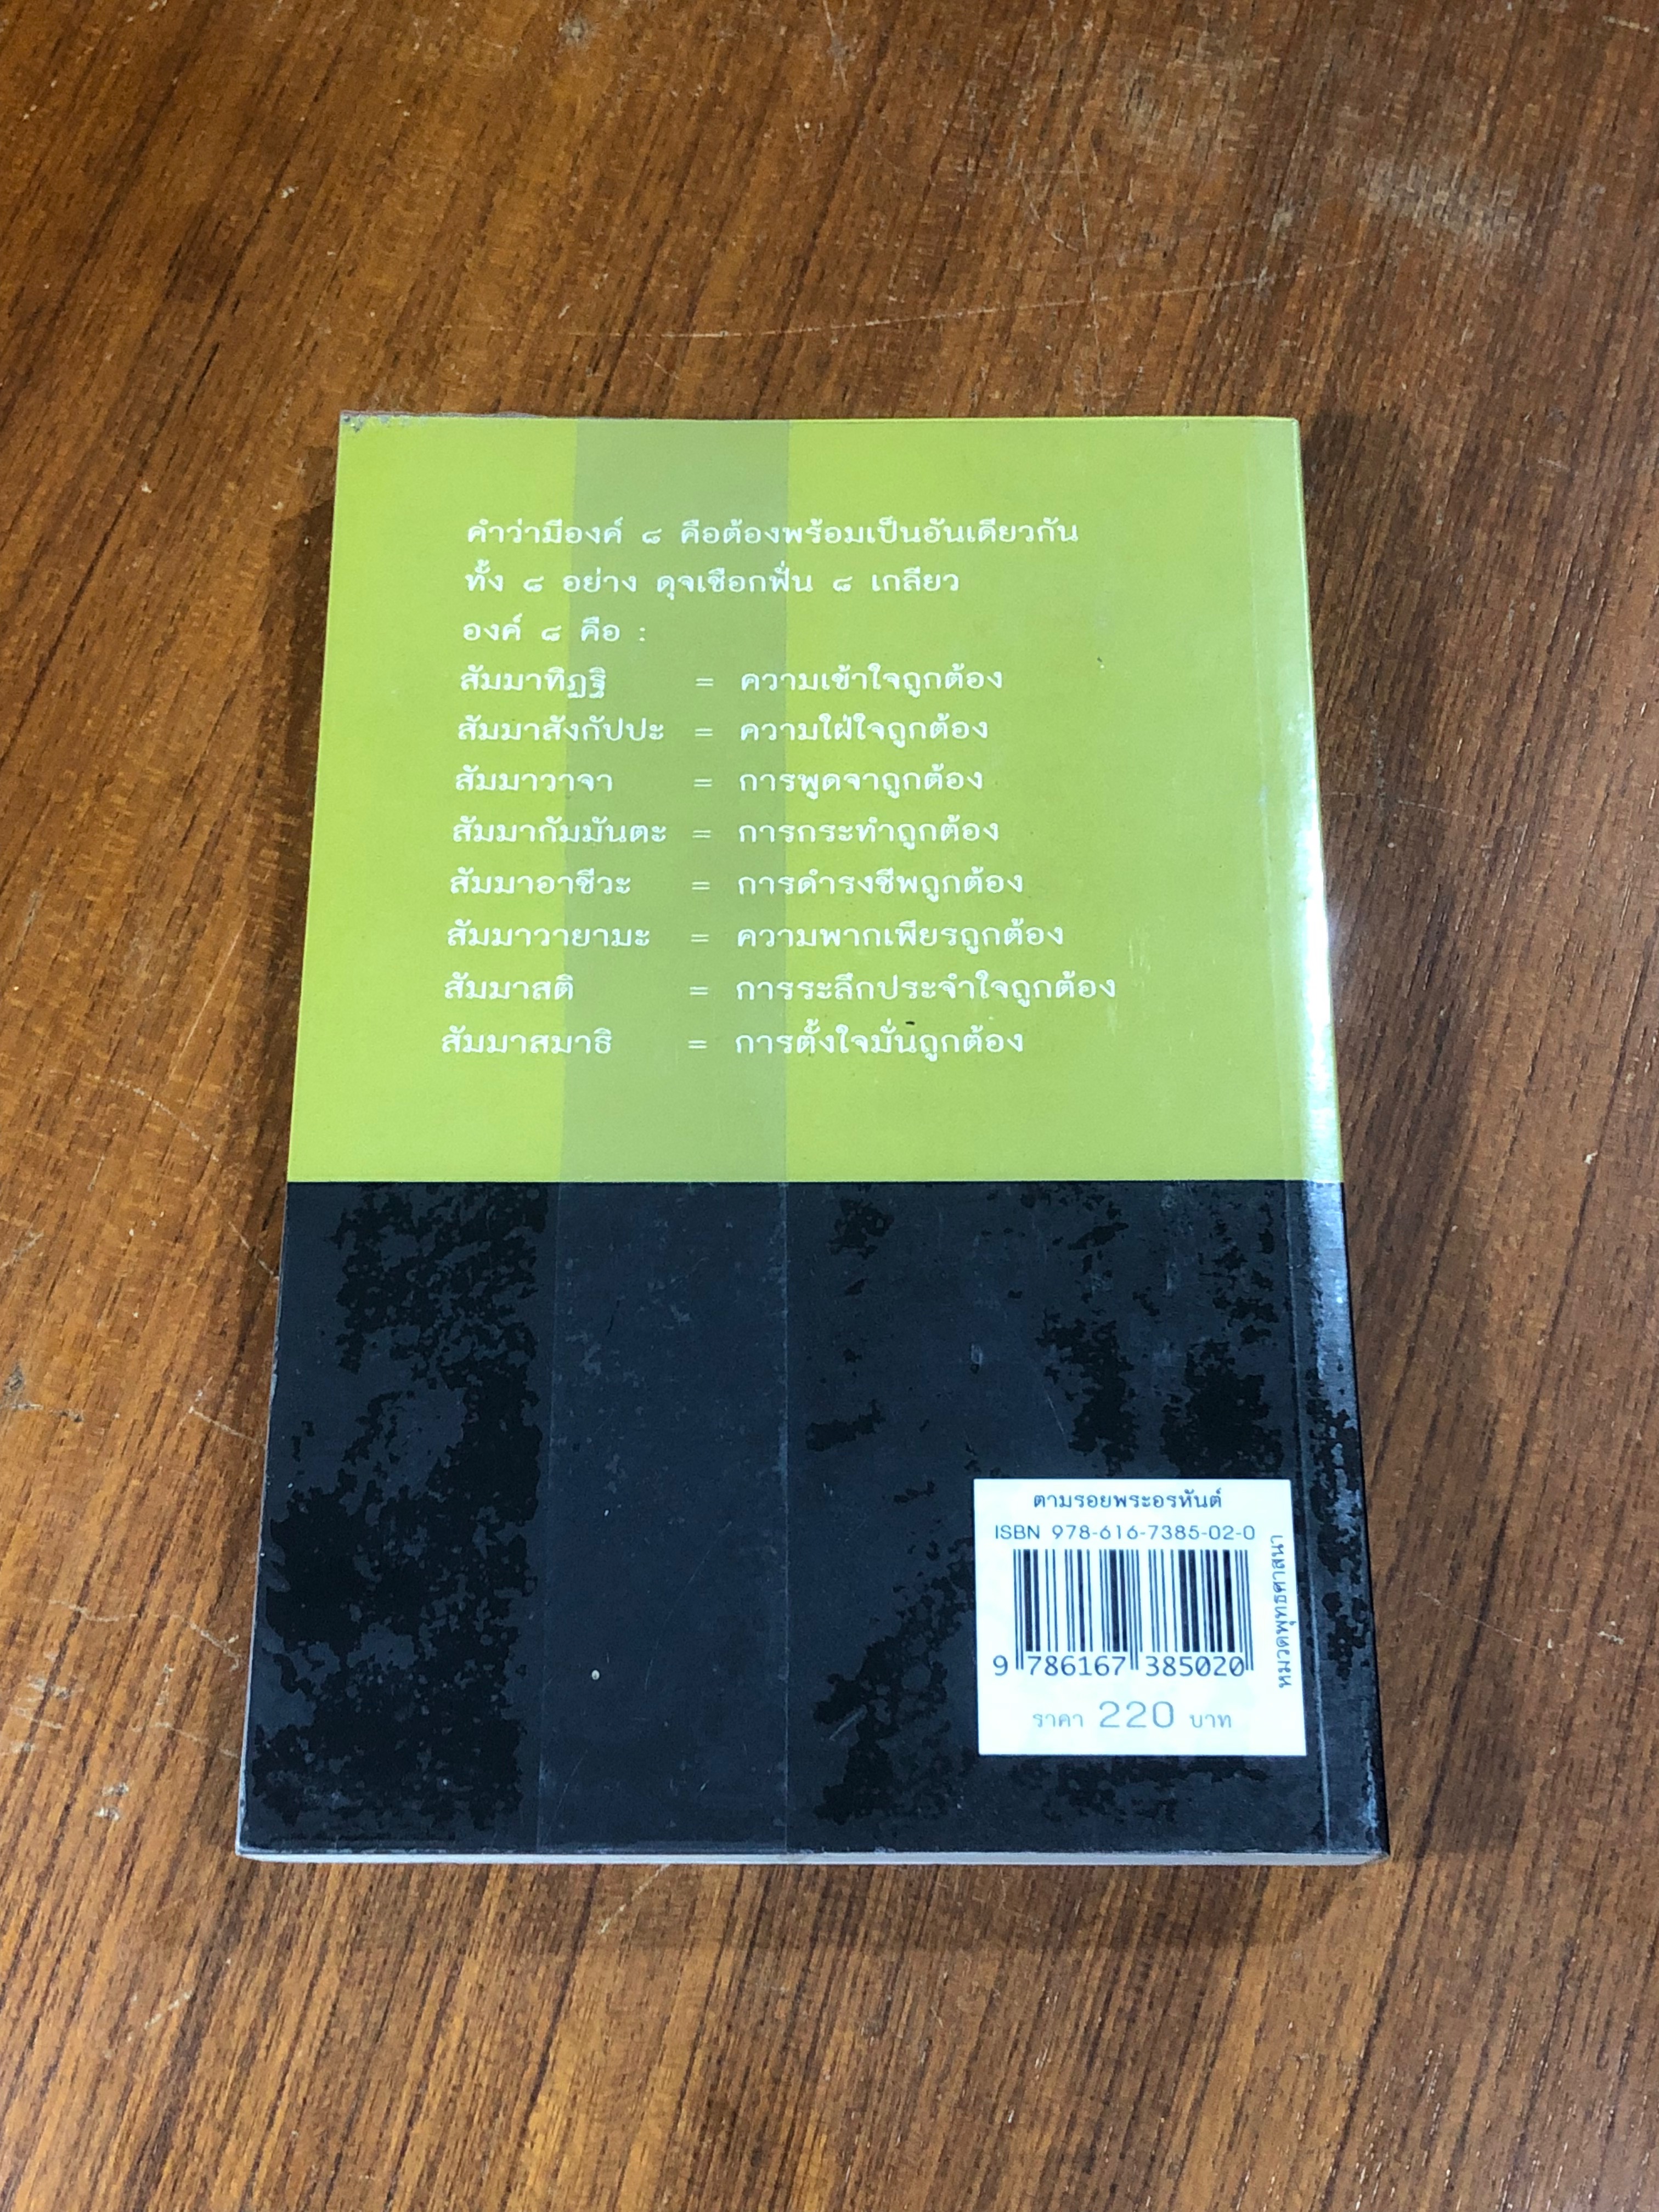 คำว่ามีองค์ ๘ คือต้องพร้อมเป็นอันเดียวกัน
ทั้ง ๘ อย่าง ดุจเชือกฟั่น ๘ เกลียว
องค์ ๘ คือ :
สัมมาทิฏฐิ = ความเข้าใจถูกต้อง
สัมมาสังกัปปะ = ความใฝ่ใจถูกต้อง
สัมมาวาจา = การพูดจาถูกต้อง
สัมมากัมมันตะ = การกระทำถูกต้อง
สัมมาอาชีวะ = การดำรงชีพถูกต้อง
สัมมาวายามะ = ความพากเพียรถูกต้อง
สัมมาสติ = การระลึกประจำใจถูกต้อง
สัมมาสมาธิ = การตั้งใจมั่นถูกต้อง
ตามรอยพระอรหันต์
ISBN 978-616-7385-02-0
9 786167 385020
ราคา 220 บาท
หมวดพุทธศาสนา